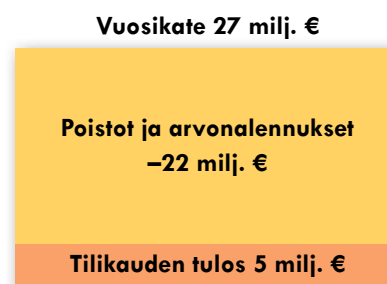 Vuosikate 27 milj. €
Poistot ja arvonalennukset
–22 milj. €
Tilikauden tulos 5 milj. €